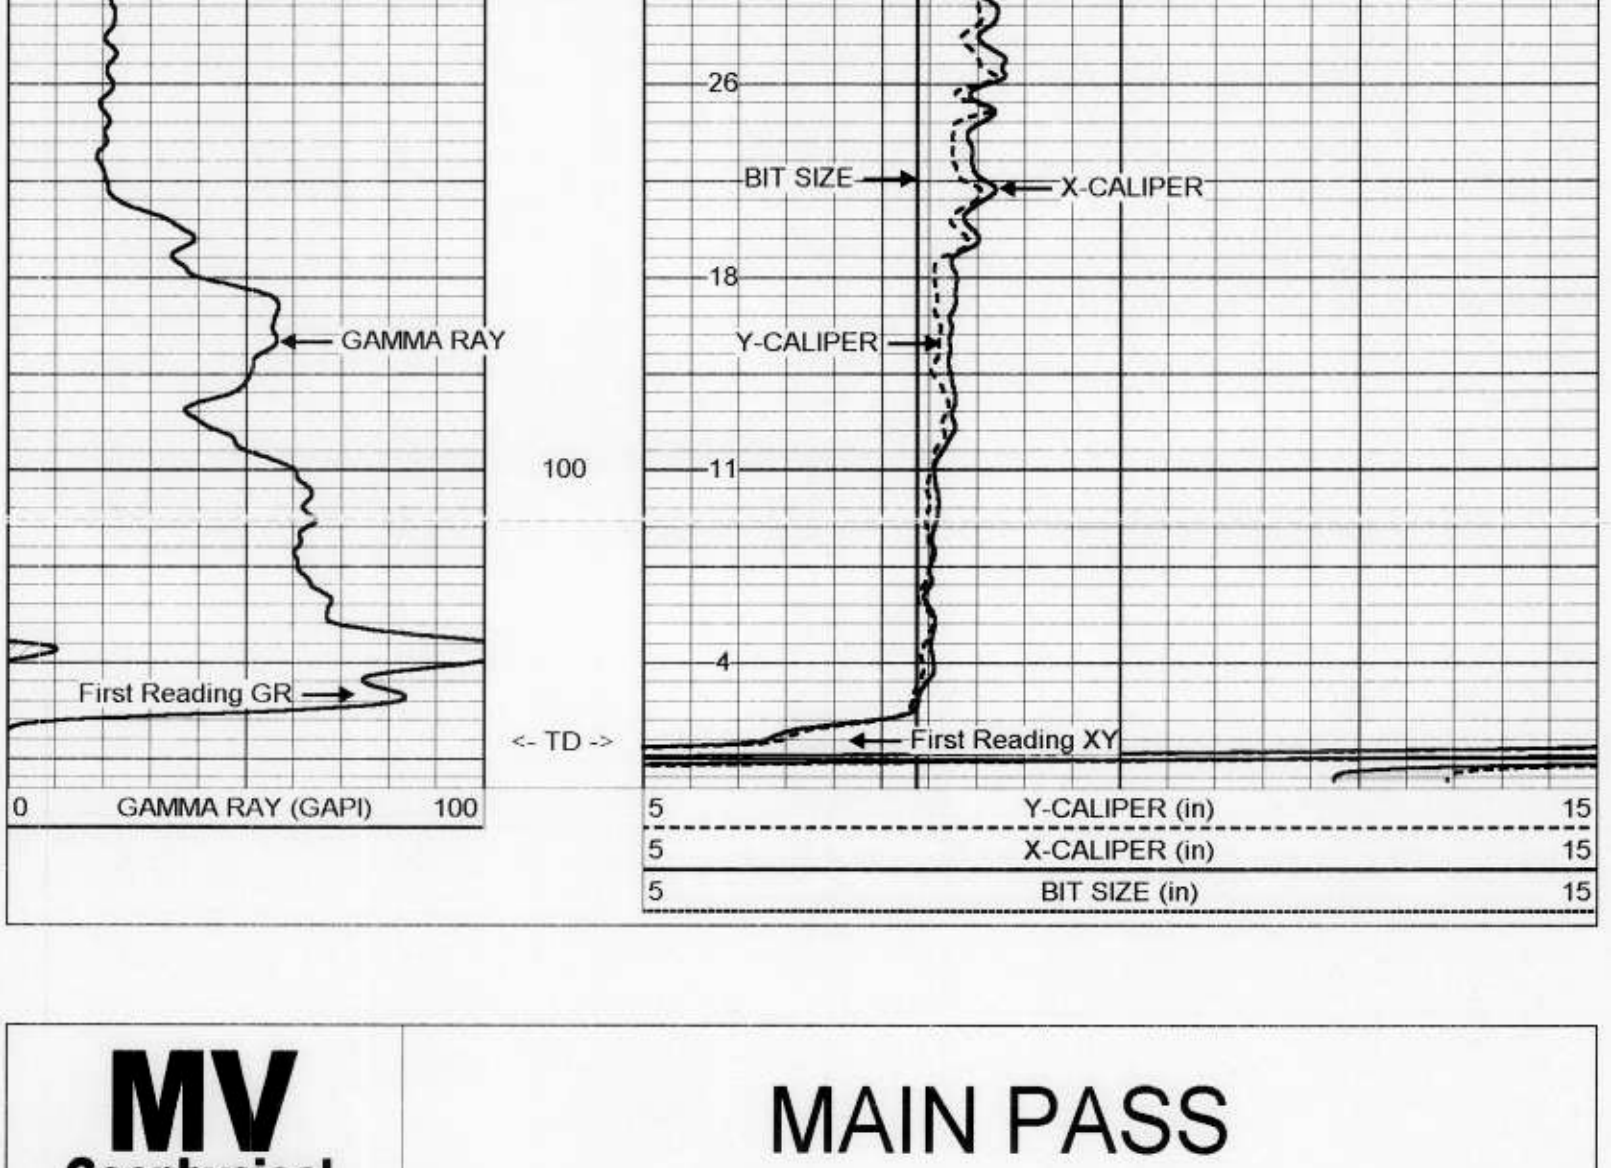 26
BIT SIZE
X-CALIPER
18
GAMMA RAY
Y-CALIPER
100
11
4
First Reading GR
<- TD ->
First Reading XY
0 GAMMA RAY (GAPI) 100
5 Y-CALIPER (in) 15
5 X-CALIPER (in) 15
5 BIT SIZE (in) 15
MV
MAIN PASS
Geophysical